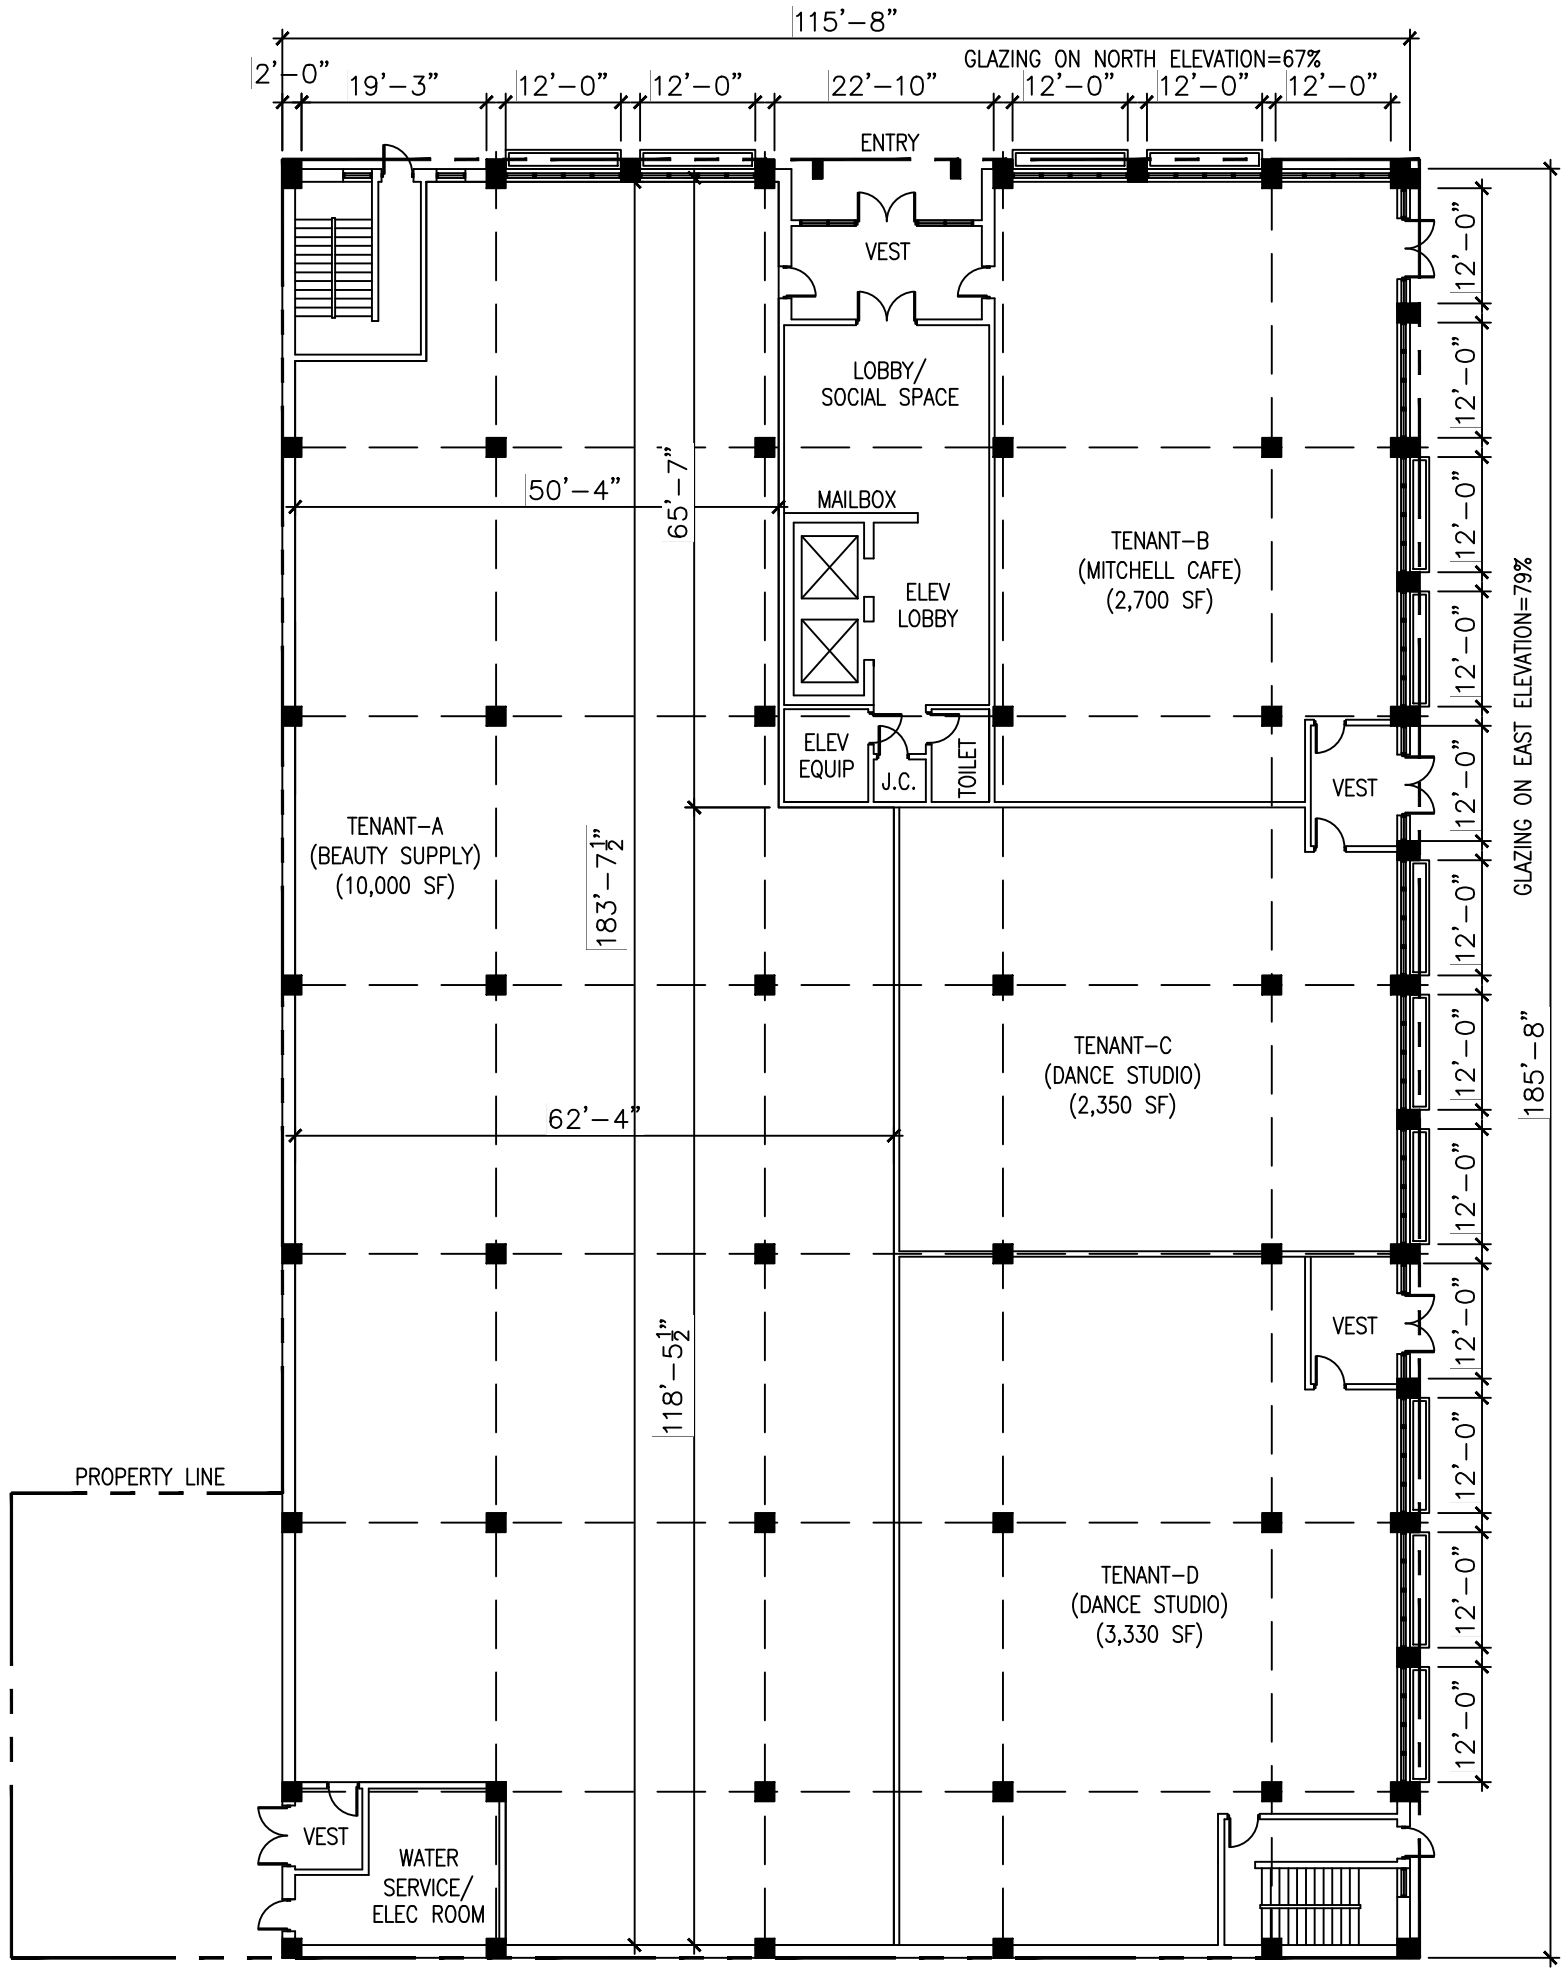 115'-8"
GLAZING ON NORTH ELEVATION=67%
2'-0"
19'-3"
12'-0"
12'-0"
22'-10"
12'-0"
12'-0"
12'-0"
ENTRY
VEST
12'-0"
LOBBY/
SOCIAL SPACE
12'-0"
50'-4"
65'-7"
MAILBOX
12'-0"
TENANT-B
(MITCHELL CAFE)
(2,700 SF)
ELEV
LOBBY
12'-0"
GLAZING ON EAST ELEVATION=79%
ELEV
EQUIP
J.C.
TOILET
VEST
12'-0"
TENANT-A
(BEAUTY SUPPLY)
(10,000 SF)
183'-7 1/2"
12'-0"
TENANT-C
(DANCE STUDIO)
(2,350 SF)
12'-0"
185'-8"
62'-4"
12'-0"
VEST
12'-0"
118'-5 1/2"
PROPERTY LINE
12'-0"
TENANT-D
(DANCE STUDIO)
(3,330 SF)
12'-0"
12'-0"
VEST
WATER
SERVICE/
ELEC ROOM